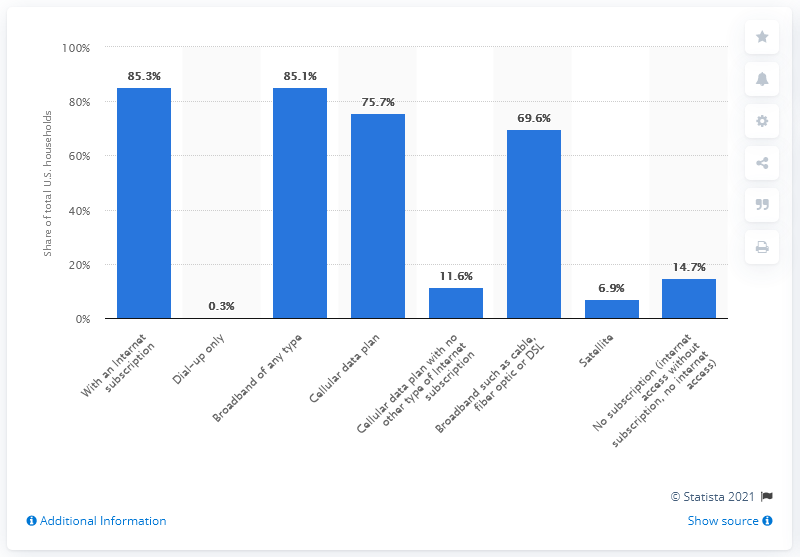 100%
80%
60%
40%
20%
0%
Share of total U.S. households
85.3%
0.3%
85.1%
75.7%
11.6%
69.6%
6.9%
14.7%
With an Internet
subscription
Dial-up only
Broadband of any type
Cellular data plan
Cellular data plan with no
other type of Internet
subscription
Broadband such as cable,
fiber optic or DSL
Satellite
No subscription (internet
access without
subscription, no internet
access)
© Statista 2021
Additional Information
Show source